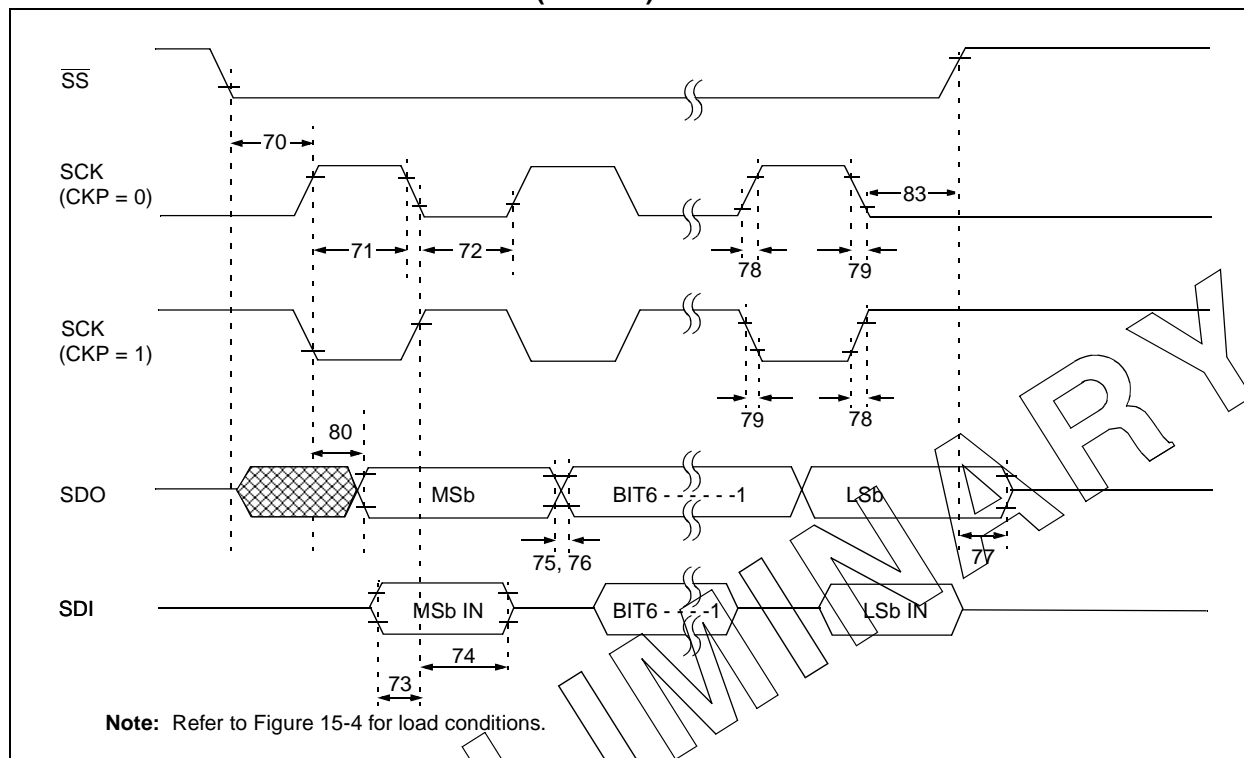 SS
70
SCK
(CKP = 0)
83
71
72
78
79
SCK
(CKP = 1)
79
78
80
SDO
MSb
BIT6 - - - - - - -1
LSb
75, 76
77
SDI
MSb IN
BIT6 - - - - -1
LSb IN
74
73
Note: Refer to Figure 15-4 for load conditions.
LIMINARY